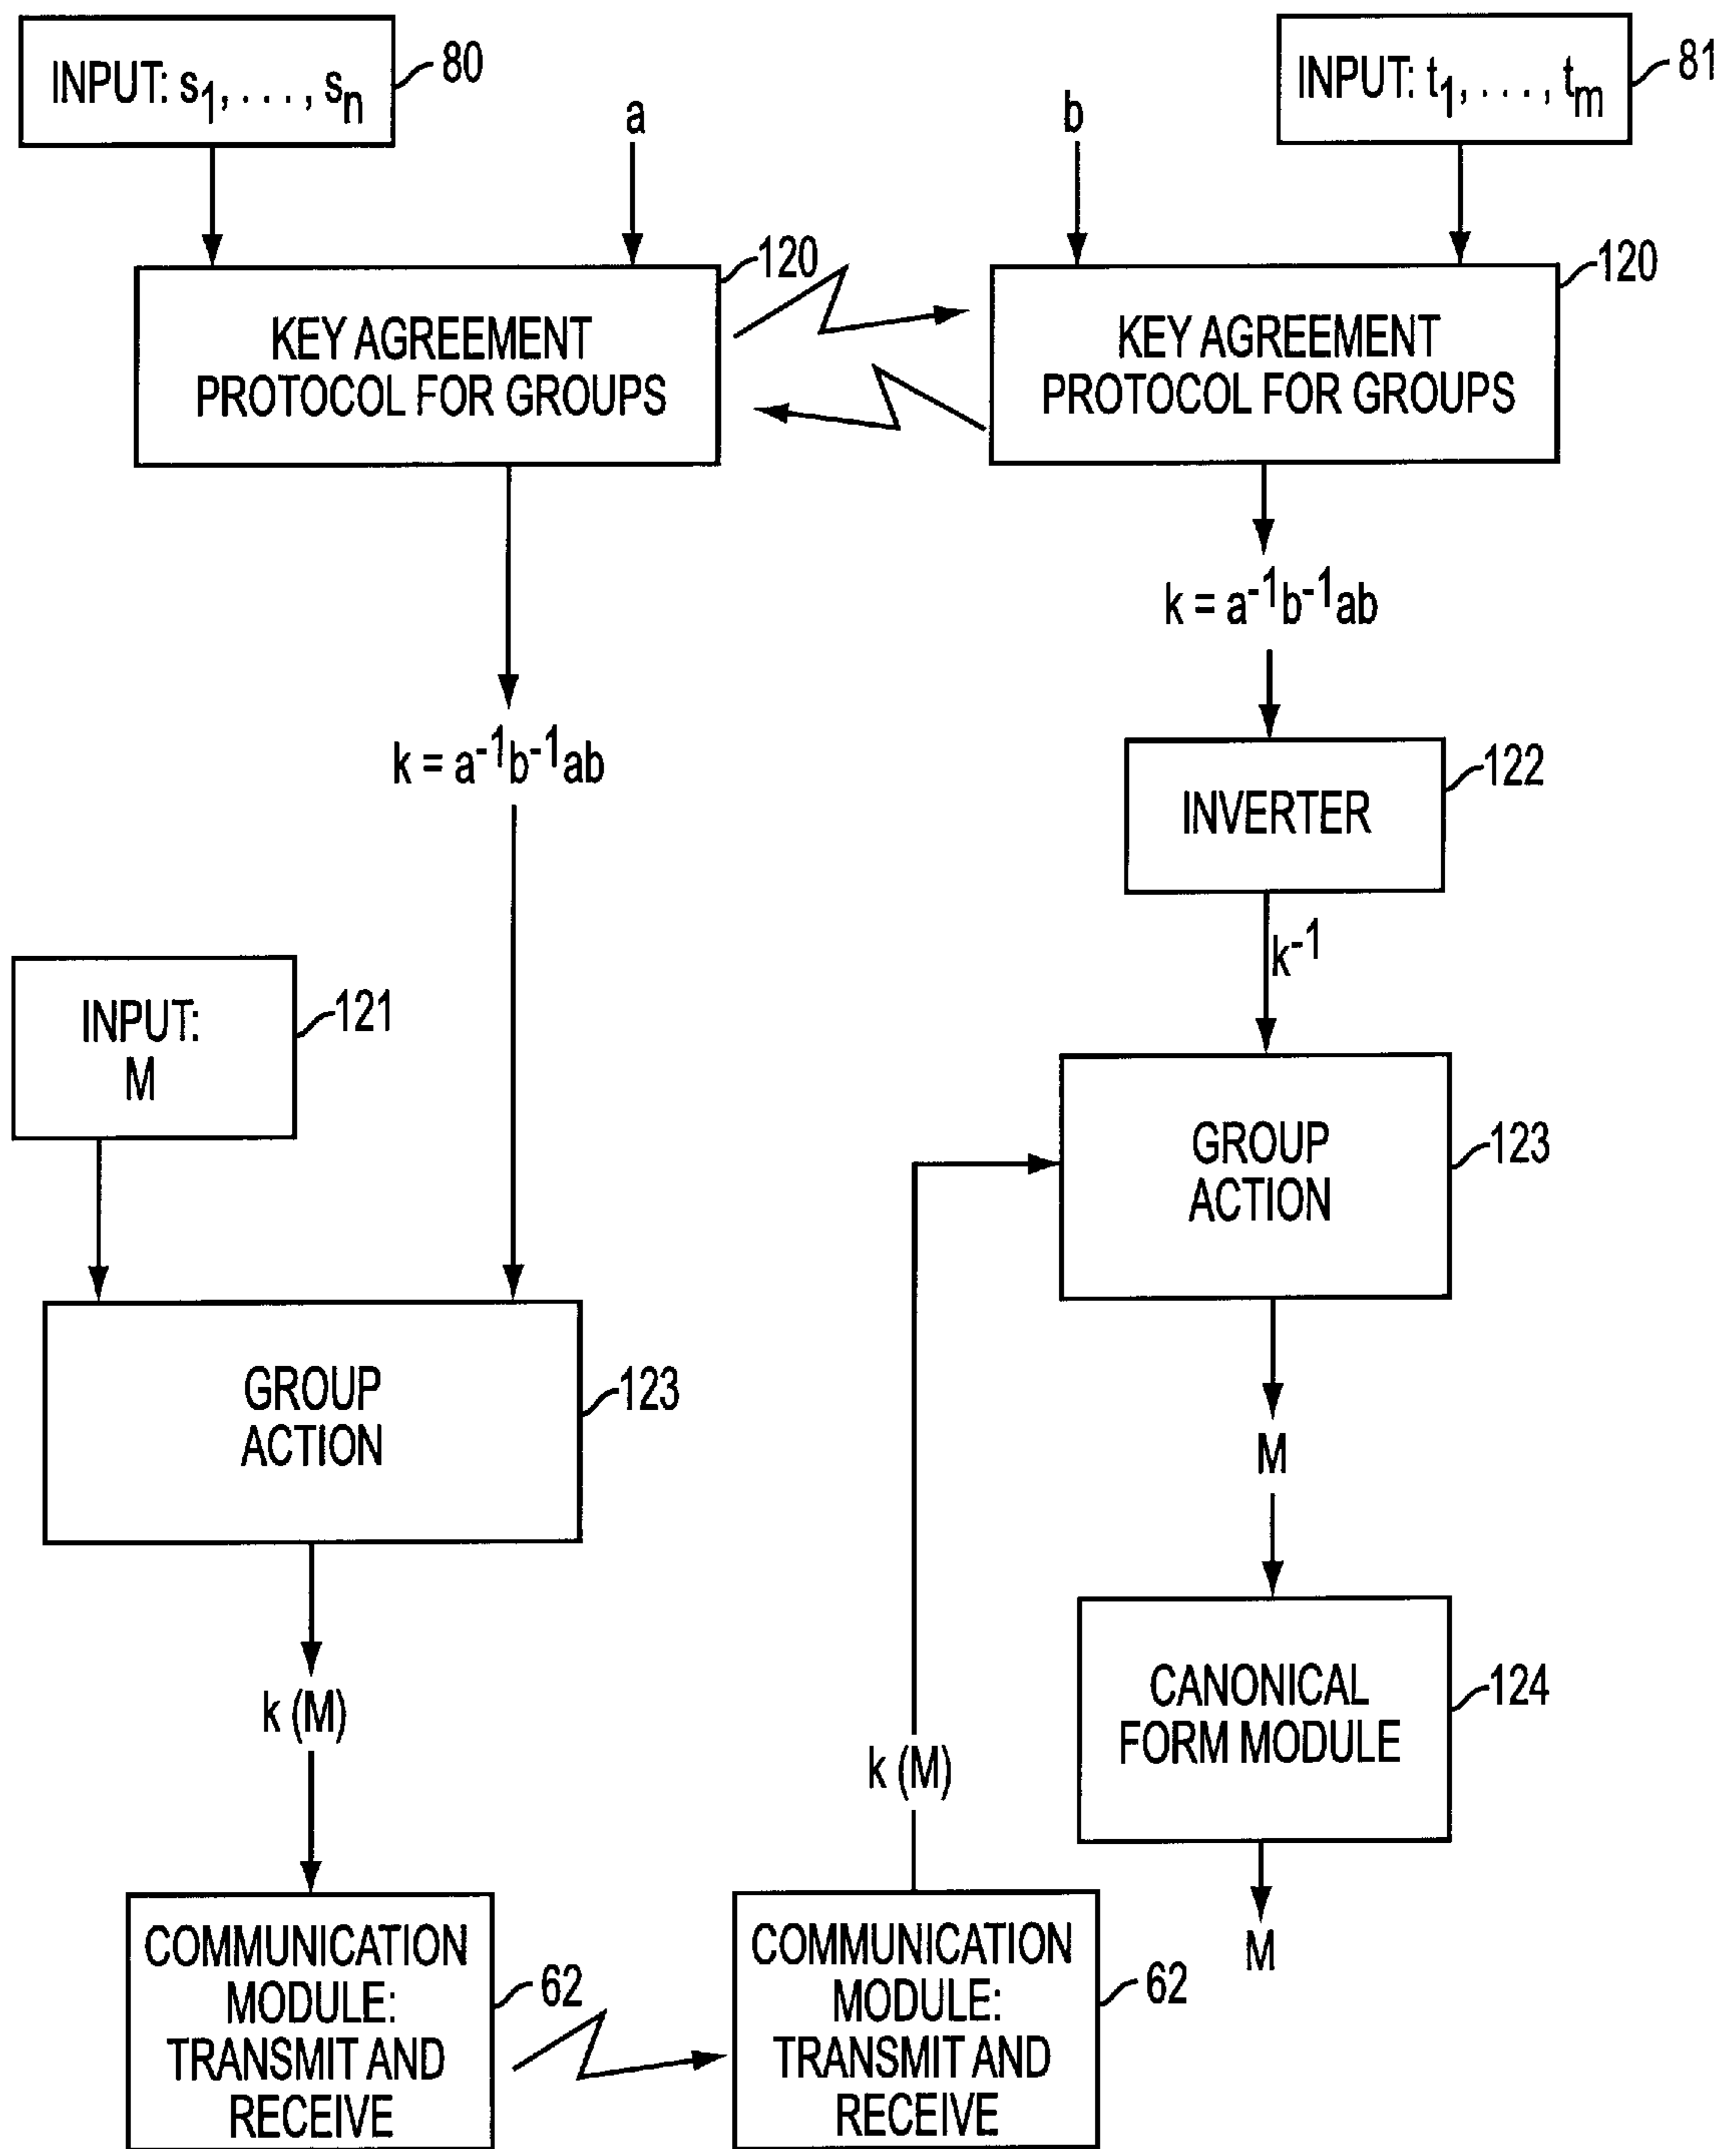 INPUT: s1, . . . , sn
80
INPUT: t1, . . . , tm
81
a
b
120
120
KEY AGREEMENT
PROTOCOL FOR GROUPS
KEY AGREEMENT
PROTOCOL FOR GROUPS
k = a-1b-1ab
k = a-1b-1ab
122
INVERTER
k-1
INPUT:
M
121
GROUP
ACTION
123
GROUP
ACTION
123
M
k (M)
k (M)
CANONICAL
FORM MODULE
124
M
COMMUNICATION
MODULE:
TRANSMIT AND
RECEIVE
62
COMMUNICATION
MODULE:
TRANSMIT AND
RECEIVE
62